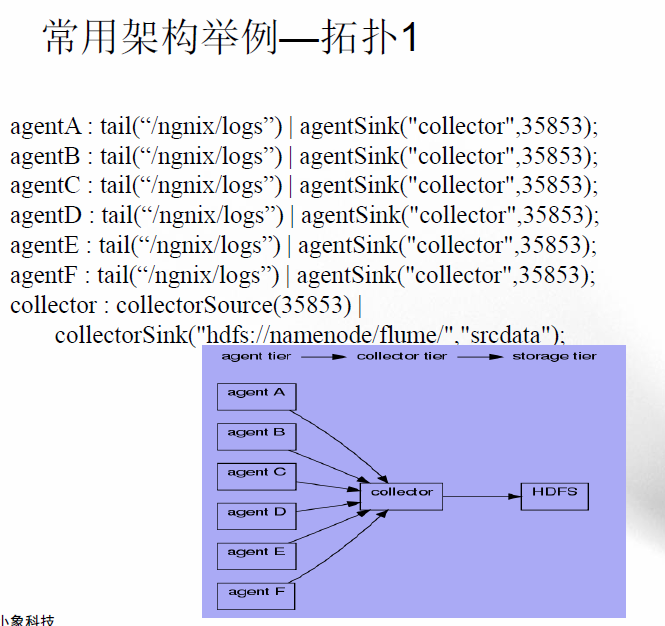 常用架构举例—拓扑1
agentA : tail(“/ngnix/logs”) | agentSink("collector",35853);
agentB : tail(“/ngnix/logs”) | agentSink("collector",35853);
agentC : tail(“/ngnix/logs”) | agentSink("collector",35853);
agentD : tail(“/ngnix/logs”) | agentSink("collector",35853);
agentE : tail(“/ngnix/logs”) | agentSink("collector",35853);
agentF : tail(“/ngnix/logs”) | agentSink("collector",35853);
collector : collectorSource(35853) |
collectorSink("hdfs://namenode/flume/","srcdata");
agent tier collector tier storage tier
agent A
agent B
agent C
agent D
agent E
agent F
collector
HDFS
小象科技